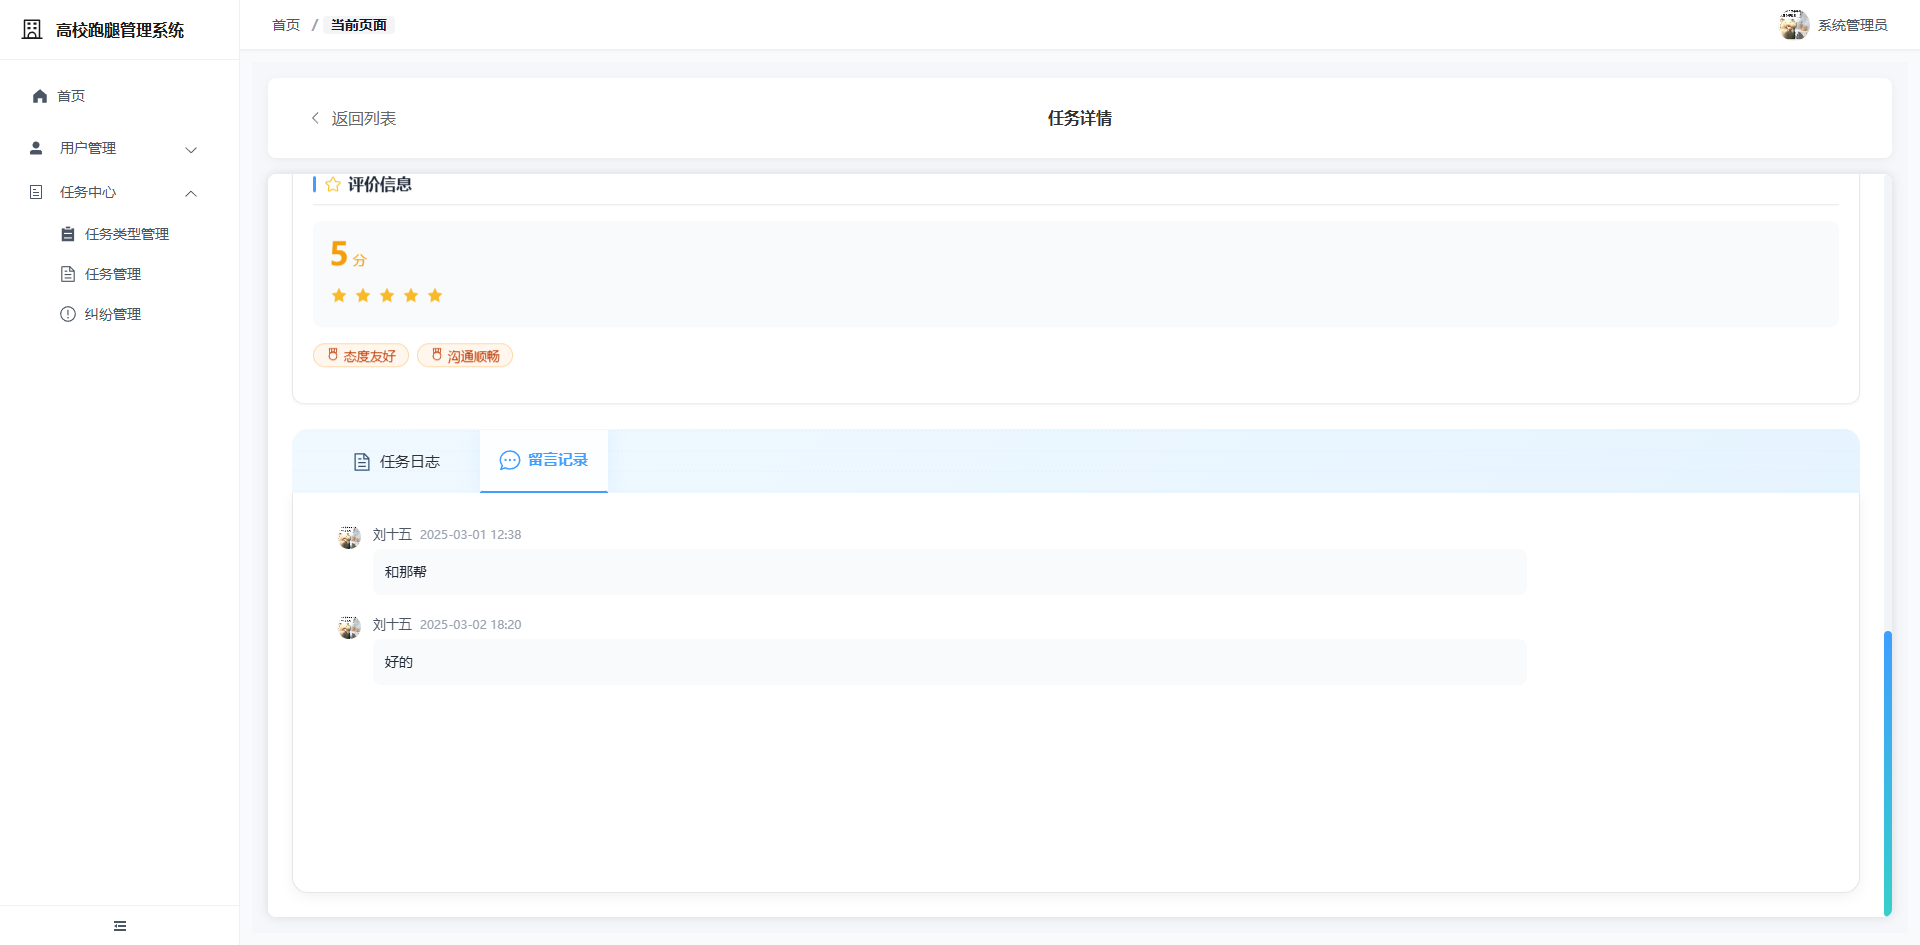 高校跑腿管理系统
首页 / 当前页面
系统管理员
首页
用户管理
任务中心
任务类型管理
任务管理
纠纷管理
返回列表
任务详情
评价信息
5 分
态度友好 沟通顺畅
任务日志 留言记录
刘十五 2025-03-01 12:38
和那帮
刘十五 2025-03-02 18:20
好的